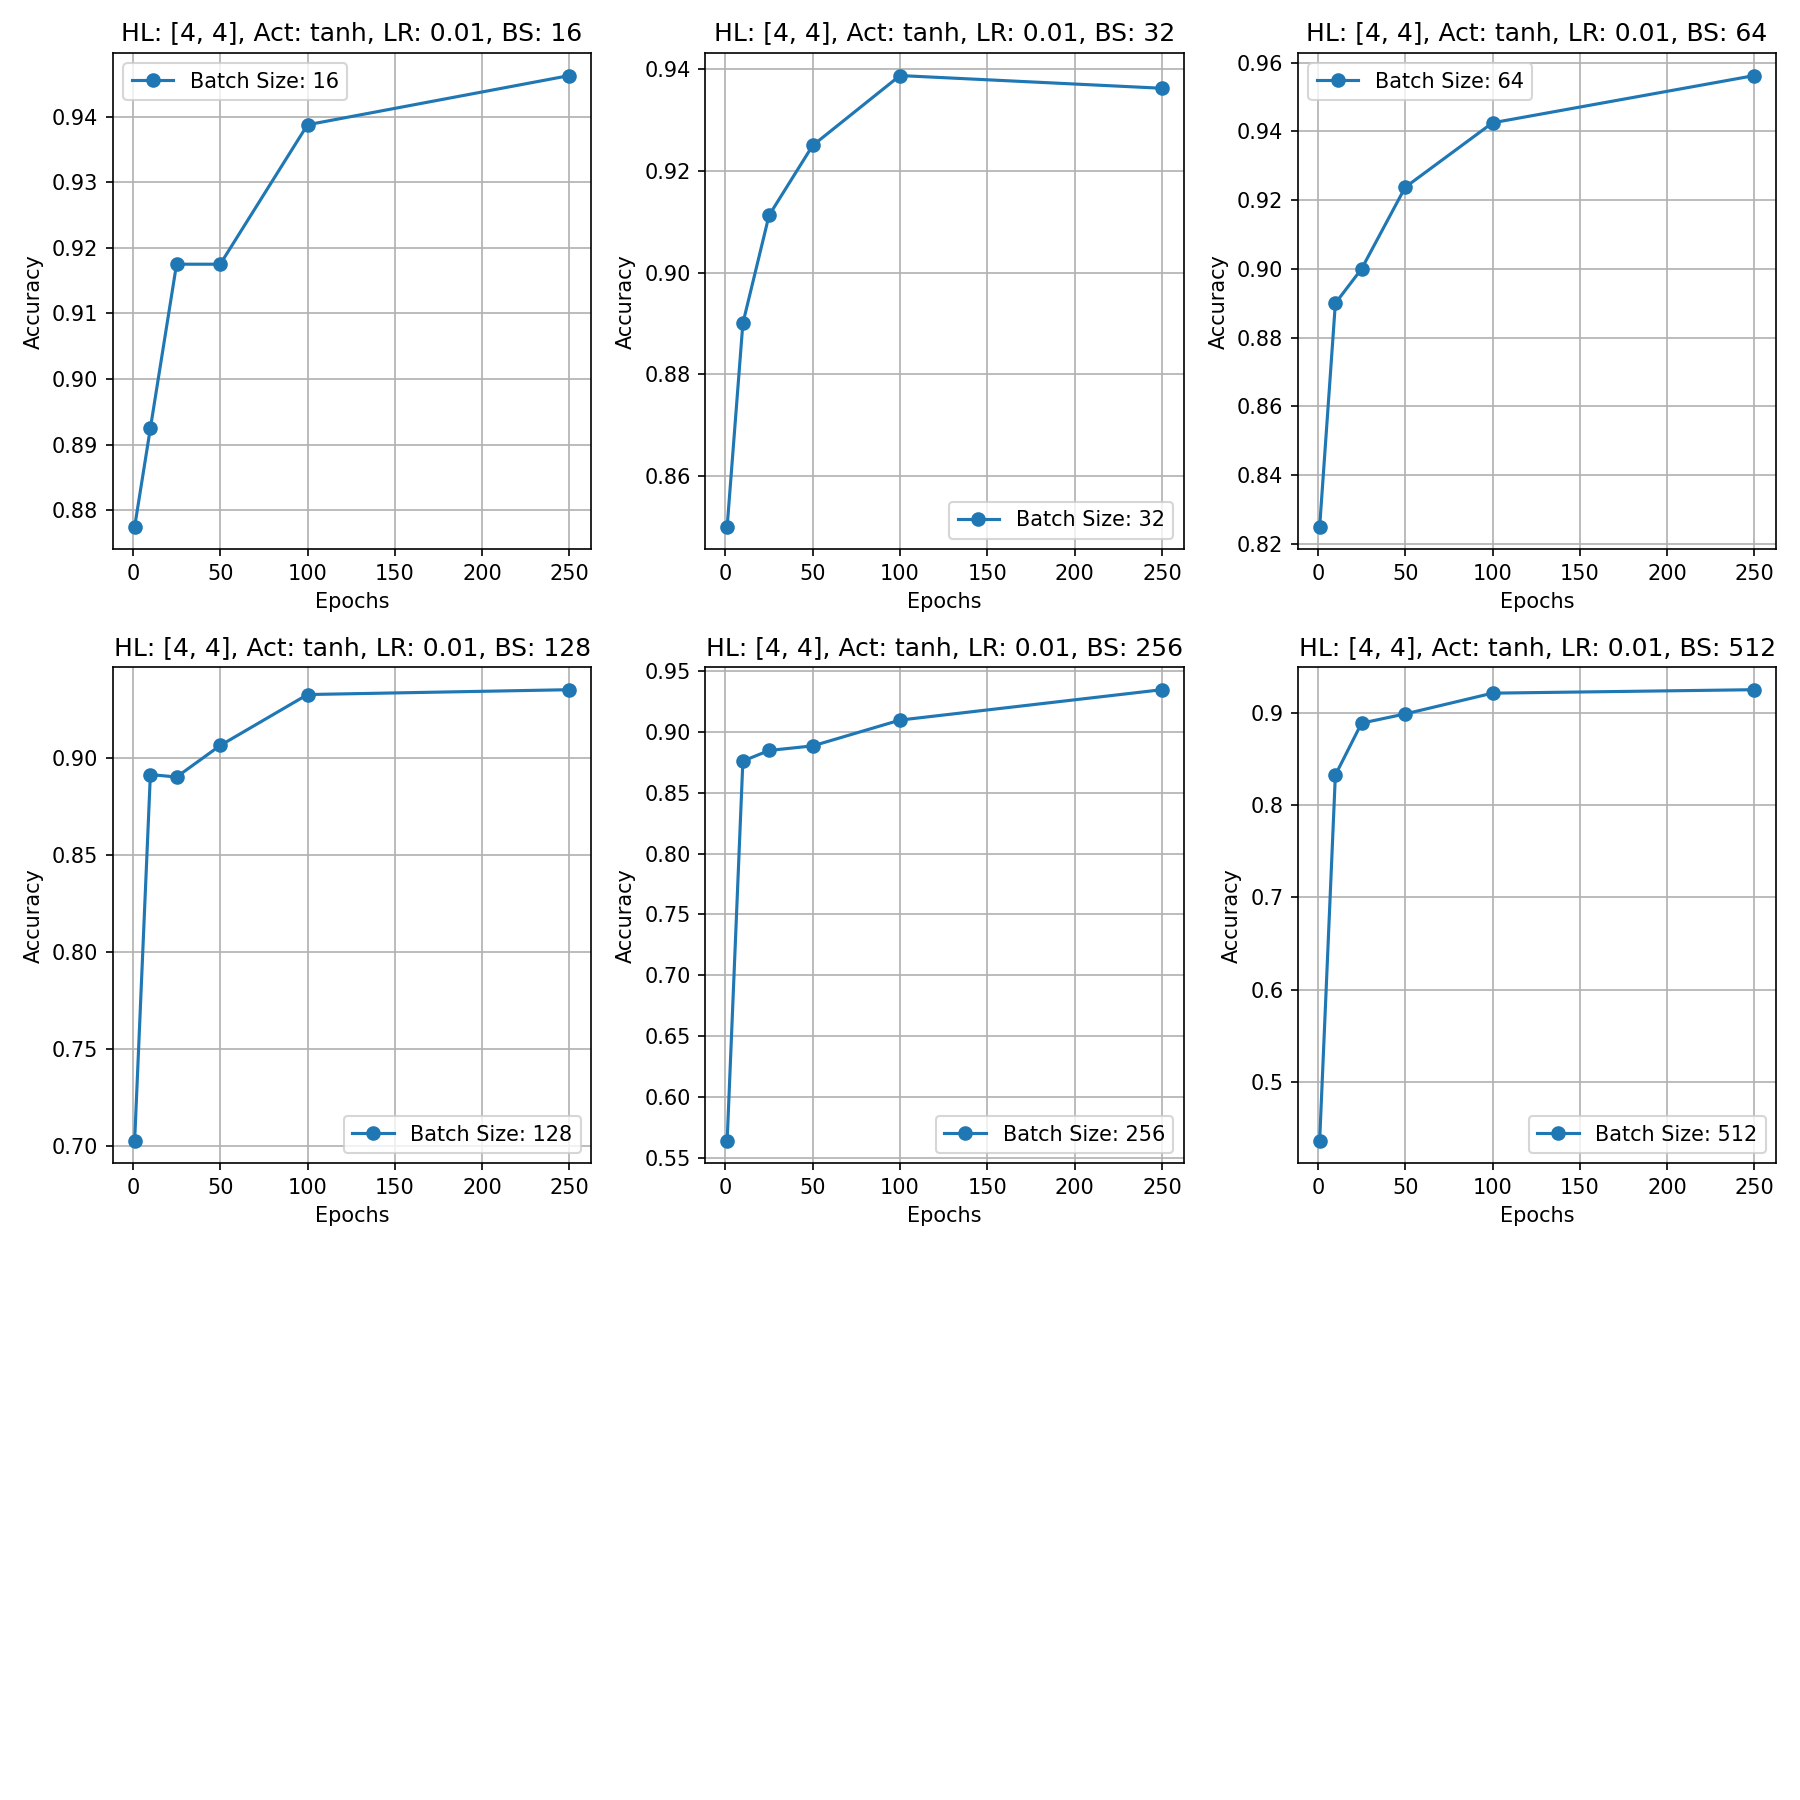 HL: [4, 4], Act: tanh, LR: 0.01, BS: 16
Batch Size: 16
0.94
0.93
0.92
0.91
0.90
0.89
0.88
Accuracy
0 50 100 150 200 250
Epochs
HL: [4, 4], Act: tanh, LR: 0.01, BS: 32
0.94
0.92
0.90
0.88
0.86
Accuracy
Batch Size: 32
0 50 100 150 200 250
Epochs
HL: [4, 4], Act: tanh, LR: 0.01, BS: 64
Batch Size: 64
0.96
0.94
0.92
0.90
0.88
0.86
0.84
0.82
Accuracy
0 50 100 150 200 250
Epochs
HL: [4, 4], Act: tanh, LR: 0.01, BS: 128
0.90
0.85
0.80
0.75
0.70
Accuracy
Batch Size: 128
0 50 100 150 200 250
Epochs
HL: [4, 4], Act: tanh, LR: 0.01, BS: 256
0.95
0.90
0.85
0.80
0.75
0.70
0.65
0.60
0.55
Accuracy
Batch Size: 256
0 50 100 150 200 250
Epochs
HL: [4, 4], Act: tanh, LR: 0.01, BS: 512
0.9
0.8
0.7
0.6
0.5
Accuracy
Batch Size: 512
0 50 100 150 200 250
Epochs